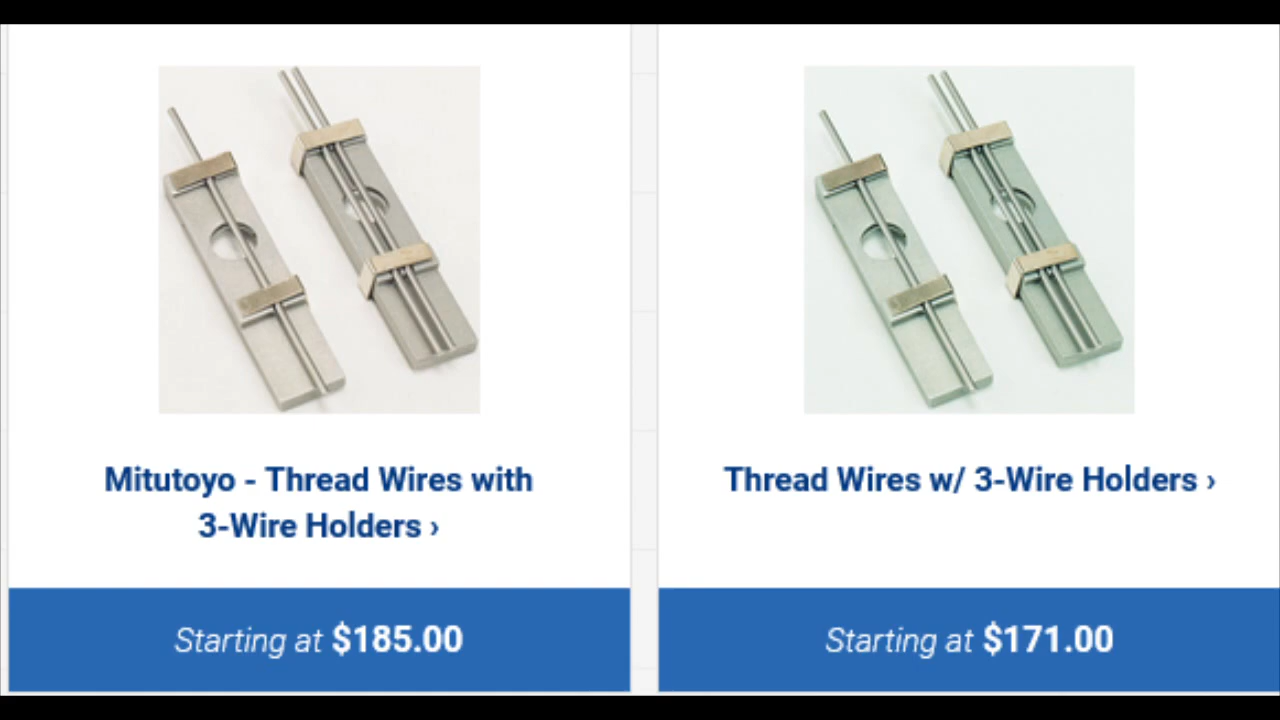 Mitutoyo - Thread Wires with
3-Wire Holders ›
Starting at $185.00
Thread Wires w/ 3-Wire Holders ›
Starting at $171.00